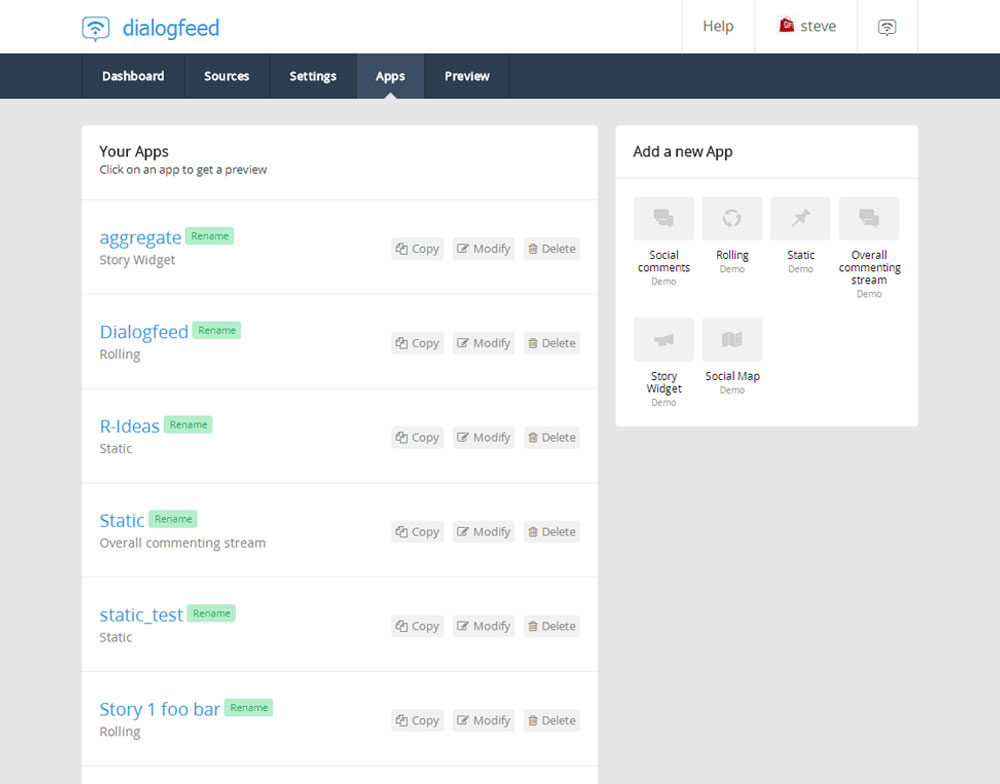 dialogfeed
Help
steve
Dashboard Sources Settings Apps Preview
Your Apps
Click on an app to get a preview
aggregate Rename
Story Widget
Copy Modify Delete
Dialogfeed Rename
Rolling
Copy Modify Delete
R-Ideas Rename
Static
Copy Modify Delete
Static Rename
Overall commenting stream
Copy Modify Delete
static_test Rename
Static
Copy Modify Delete
Story 1 foo bar Rename
Rolling
Copy Modify Delete
Add a new App
Social
comments
Demo
Rolling
Demo
Static
Demo
Overall
commenting
stream
Demo
Story
Widget
Demo
Social Map
Demo